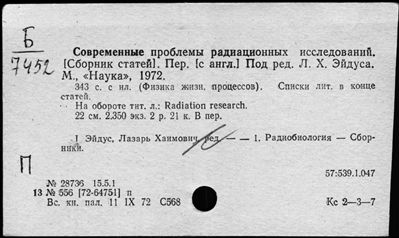 Б
7452
Современные проблемы радиационных исследований.
[Сборник статей]. Пер. [с англ.] Под ред. Л. Х. Эйдуса.
М., «Наука», 1972.
343 с. с ил. (Физика жизн. процессов). Списки лит. в конце
статей.
На обороте тит. л.: Radiation research.
22 см. 2.350 экз. 2 р. 21 к. В пер.
I Эйдус, Лазарь Хаимович, ред. — — 1. Радиобиология — Сбор-
ники.
П
57:539.1.047
№ 28736 15.5.1
13 № 556 [72-64751] п
Вс. кн. пал. 11 IX 72 С568
Кс 2—3—7